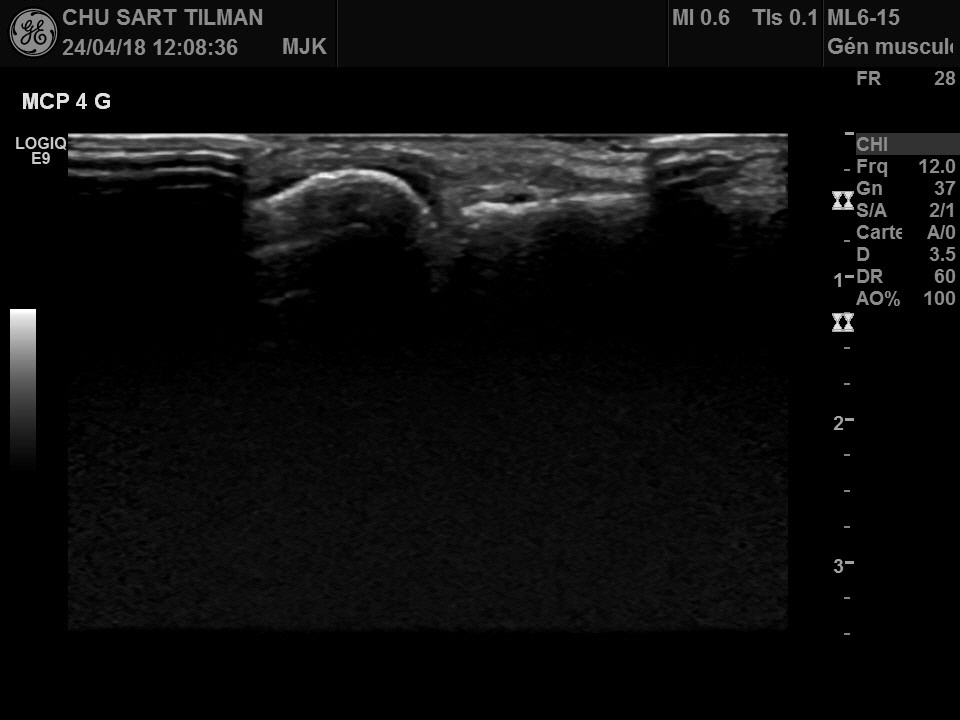 CHU SART TILMAN
24/04/18 12:08:36 MJK
MI 0.6 TIs 0.1
ML6-15
Gén muscul
FR 28
MCP 4 G
LOGIQ
E9
CHI
Frq 12.0
Gn 37
S/A 2/1
Carte A/0
D 3.5
DR 60
AO% 100
1
2
3